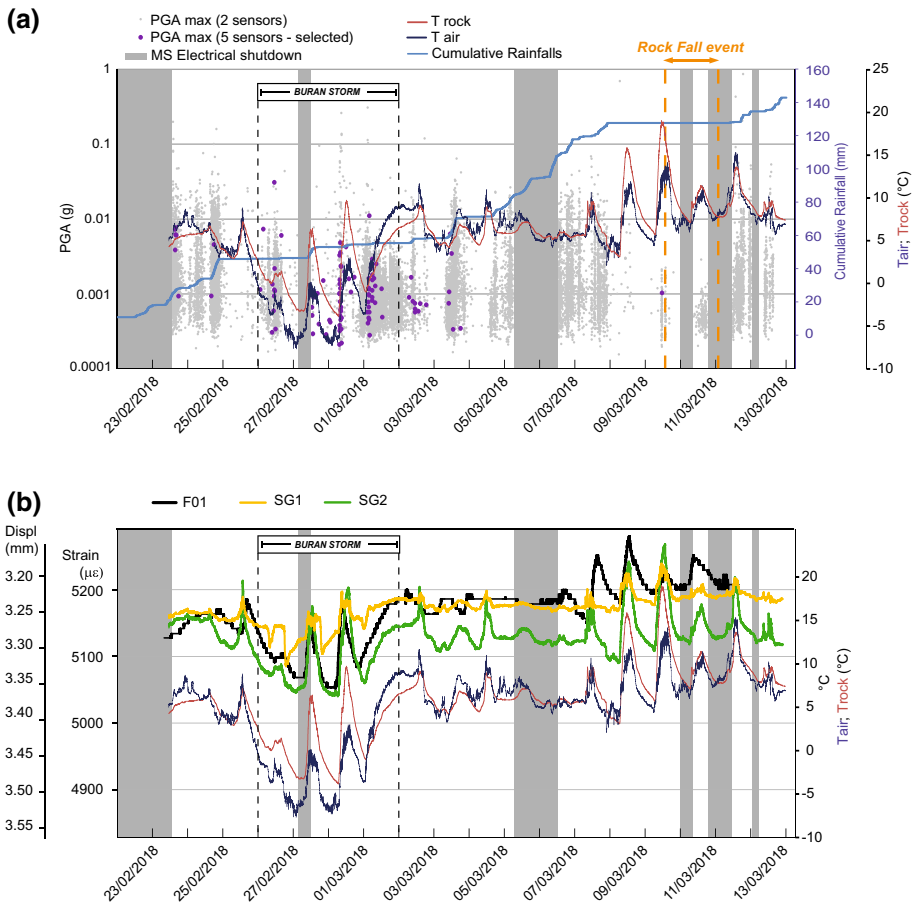 (a)
PGA max (2 sensors)
PGA max (5 sensors - selected)
MS Electrical shutdown
T rock
T air
Cumulative Rainfalls
Rock Fall event
BURAN STORM
PGA (g)
1
0.1
0.01
0.001
0.0001
160
140
120
100
80
60
40
20
0
Cumulative Rainfall (mm)
25
20
15
10
5
0
-5
-10
Tair; Trock (°C)
23/02/2018
25/02/2018
27/02/2018
01/03/2018
03/03/2018
05/03/2018
07/03/2018
09/03/2018
11/03/2018
13/03/2018
(b)
F01
SG1
SG2
Displ
(mm)
3.20
3.25
3.30
3.35
3.40
3.45
3.50
3.55
Strain
(με)
5200
5100
5000
4900
BURAN STORM
20
15
10
5
0
-5
-10
°C
Tair; Trock (°C)
23/02/2018
25/02/2018
27/02/2018
01/03/2018
03/03/2018
05/03/2018
07/03/2018
09/03/2018
11/03/2018
13/03/2018